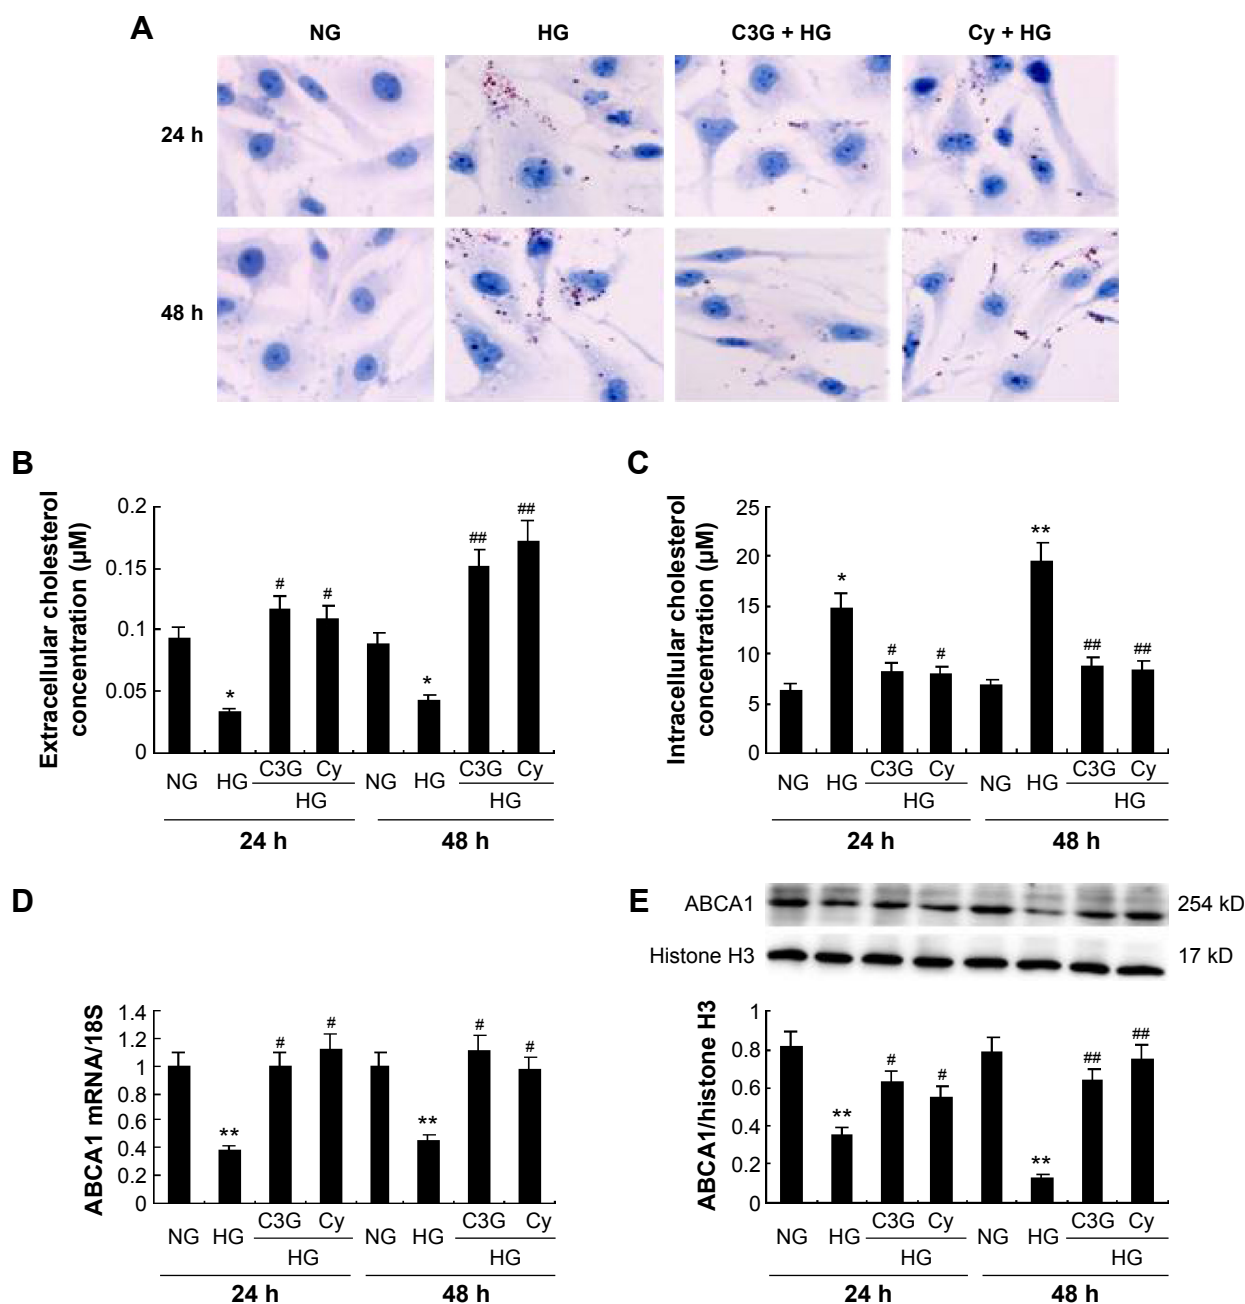 A
NG HG C3G + HG Cy + HG
24 h
48 h
B
Extracellular cholesterol
concentration (µM)
0.2
0.15
0.1
0.05
0
* # # * ## ##
NG HG C3G Cy NG HG C3G Cy
HG HG
24 h 48 h
C
Intracellular cholesterol
concentration (µM)
25
20
15
10
5
0
* # # ** ## ##
NG HG C3G Cy NG HG C3G Cy
HG HG
24 h 48 h
D
ABCA1 mRNA/18S
1.4
1.2
1
0.8
0.6
0.4
0.2
0
** # # ** # #
NG HG C3G Cy NG HG C3G Cy
HG HG
24 h 48 h
E
ABCA1 254 kD
Histone H3 17 kD
ABCA1/histone H3
1
0.8
0.6
0.4
0.2
0
** # # ** ## ##
NG HG C3G Cy NG HG C3G Cy
HG HG
24 h 48 h